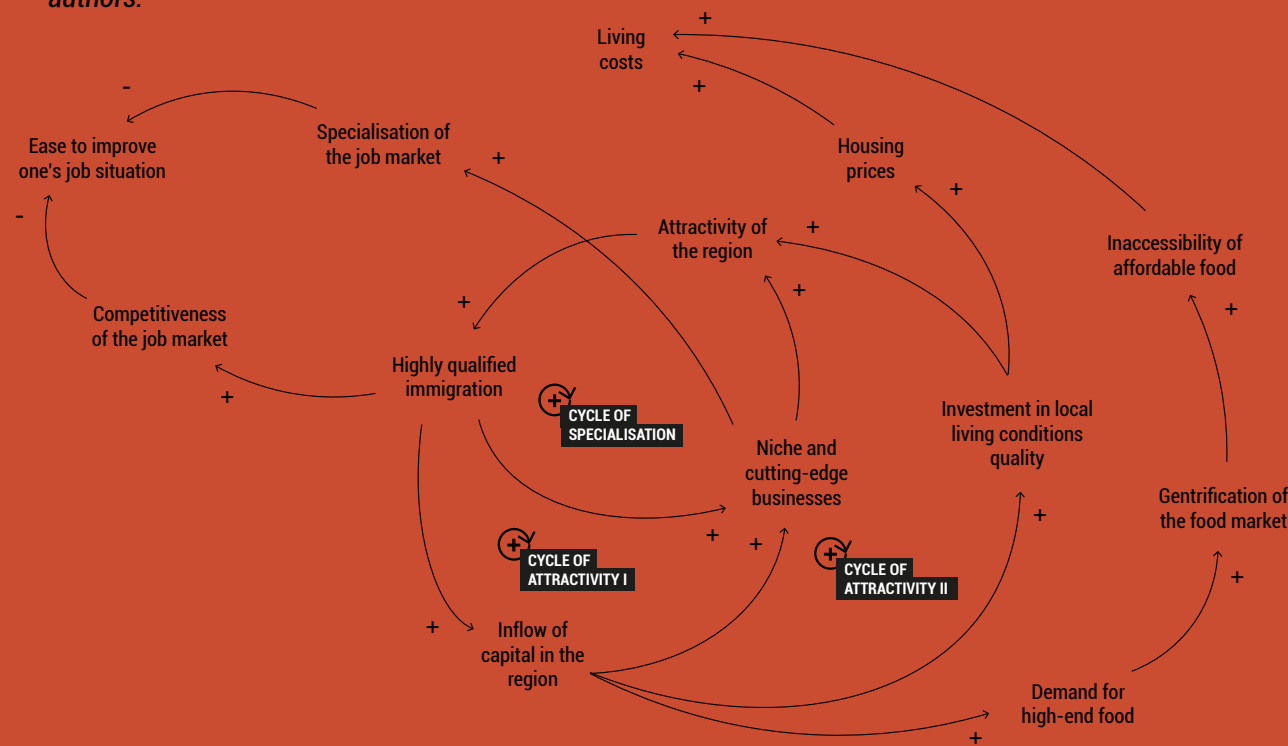 authors.
+
Living
costs
+
-
Specialisation of
the job market
Ease to improve
one's job situation
+
Housing
prices
+
-
Attractivity of
the region
+
Inaccessibility of
affordable food
+
+
+
Competitiveness
of the job market
+
Highly qualified
immigration
+
CYCLE OF
SPECIALISATION
Investment in local
living conditions
quality
Niche and
cutting-edge
businesses
Gentrification of
the food market
+
+
+
+
CYCLE OF
ATTRACTIVITY I
+
CYCLE OF
ATTRACTIVITY II
+
+
Inflow of
capital in the
region
Demand for
high-end food
+